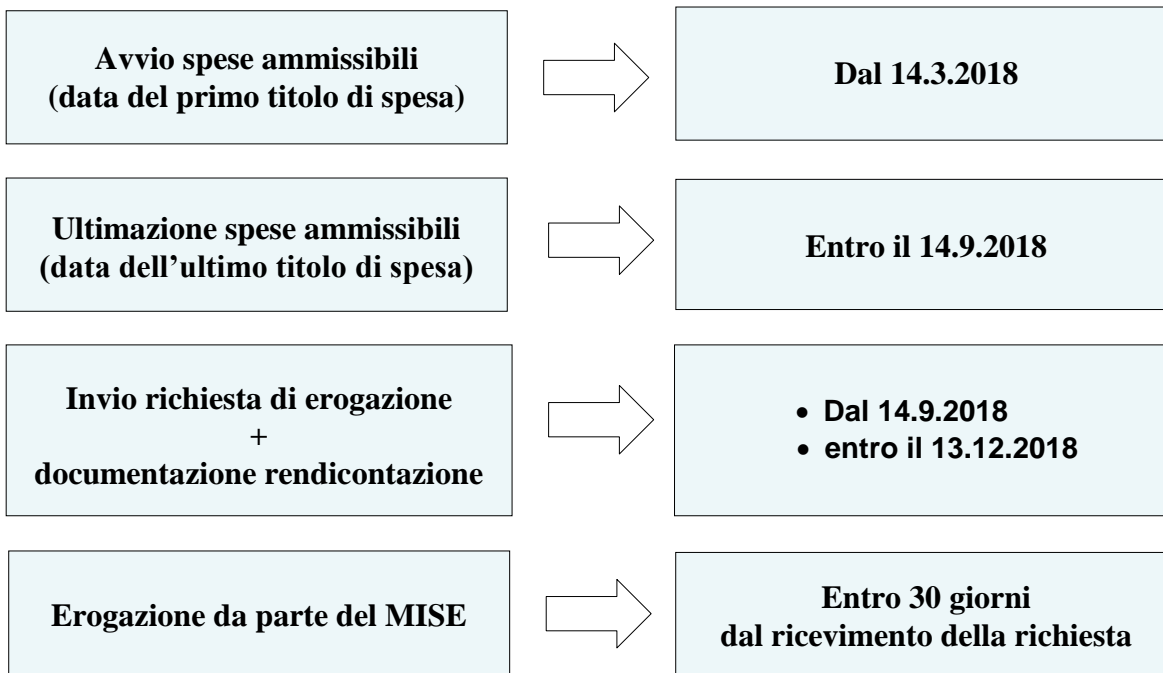 Avvio spese ammissibili
(data del primo titolo di spesa)
Dal 14.3.2018
Ultimazione spese ammissibili
(data dell’ultimo titolo di spesa)
Entro il 14.9.2018
Invio richiesta di erogazione
+
documentazione rendicontazione
• Dal 14.9.2018
• entro il 13.12.2018
Erogazione da parte del MISE
Entro 30 giorni
dal ricevimento della richiesta